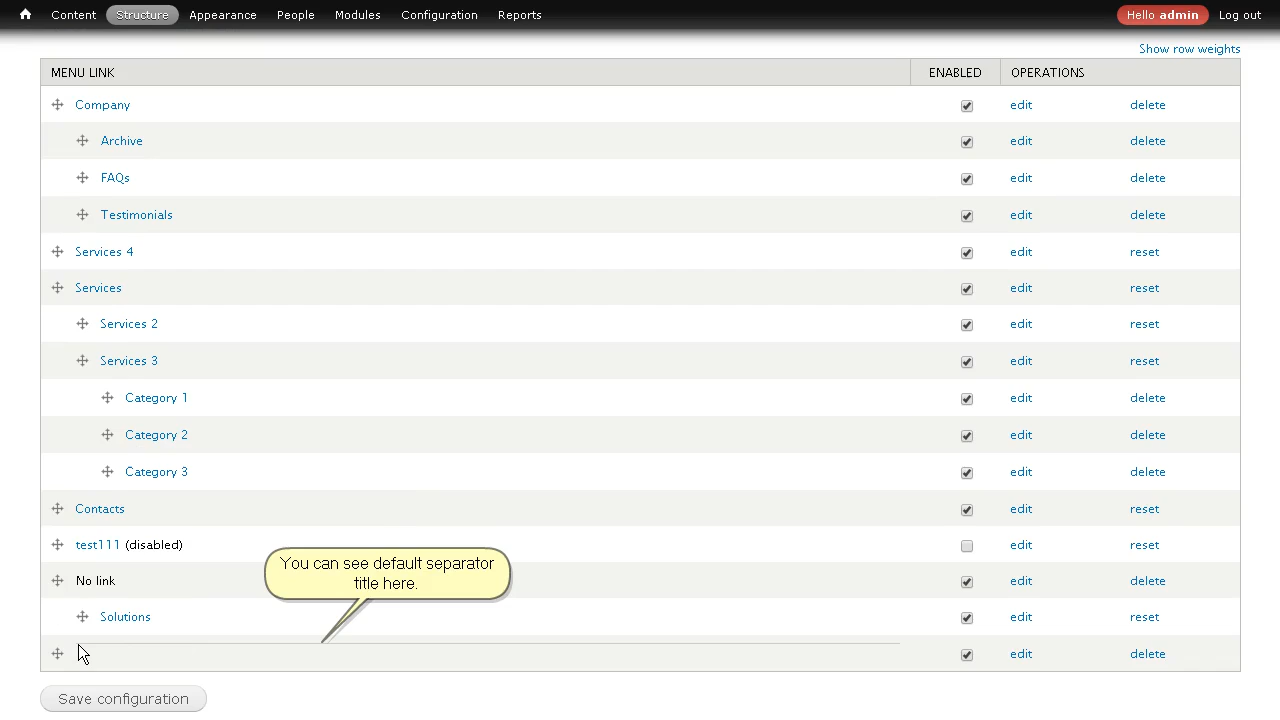 Content Structure Appearance People Modules Configuration Reports Hello admin Log out
Show row weights
MENU LINK ENABLED OPERATIONS
Company edit delete
Archive edit delete
FAQs edit delete
Testimonials edit delete
Services 4 edit reset
Services edit reset
Services 2 edit reset
Services 3 edit reset
Category 1 edit delete
Category 2 edit delete
Category 3 edit delete
Contacts edit reset
test111 (disabled) edit reset
You can see default separator
title here.
No link edit delete
Solutions edit reset
edit delete
Save configuration